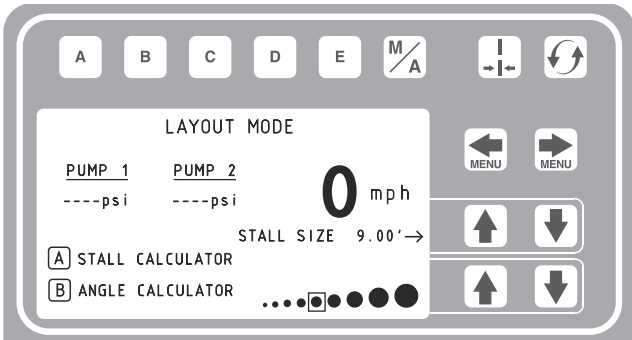 A B C D E M/A
MENU MENU
LAYOUT MODE
PUMP 1 PUMP 2
----psi ----psi
0 mph
STALL SIZE 9.00'→
A STALL CALCULATOR
B ANGLE CALCULATOR